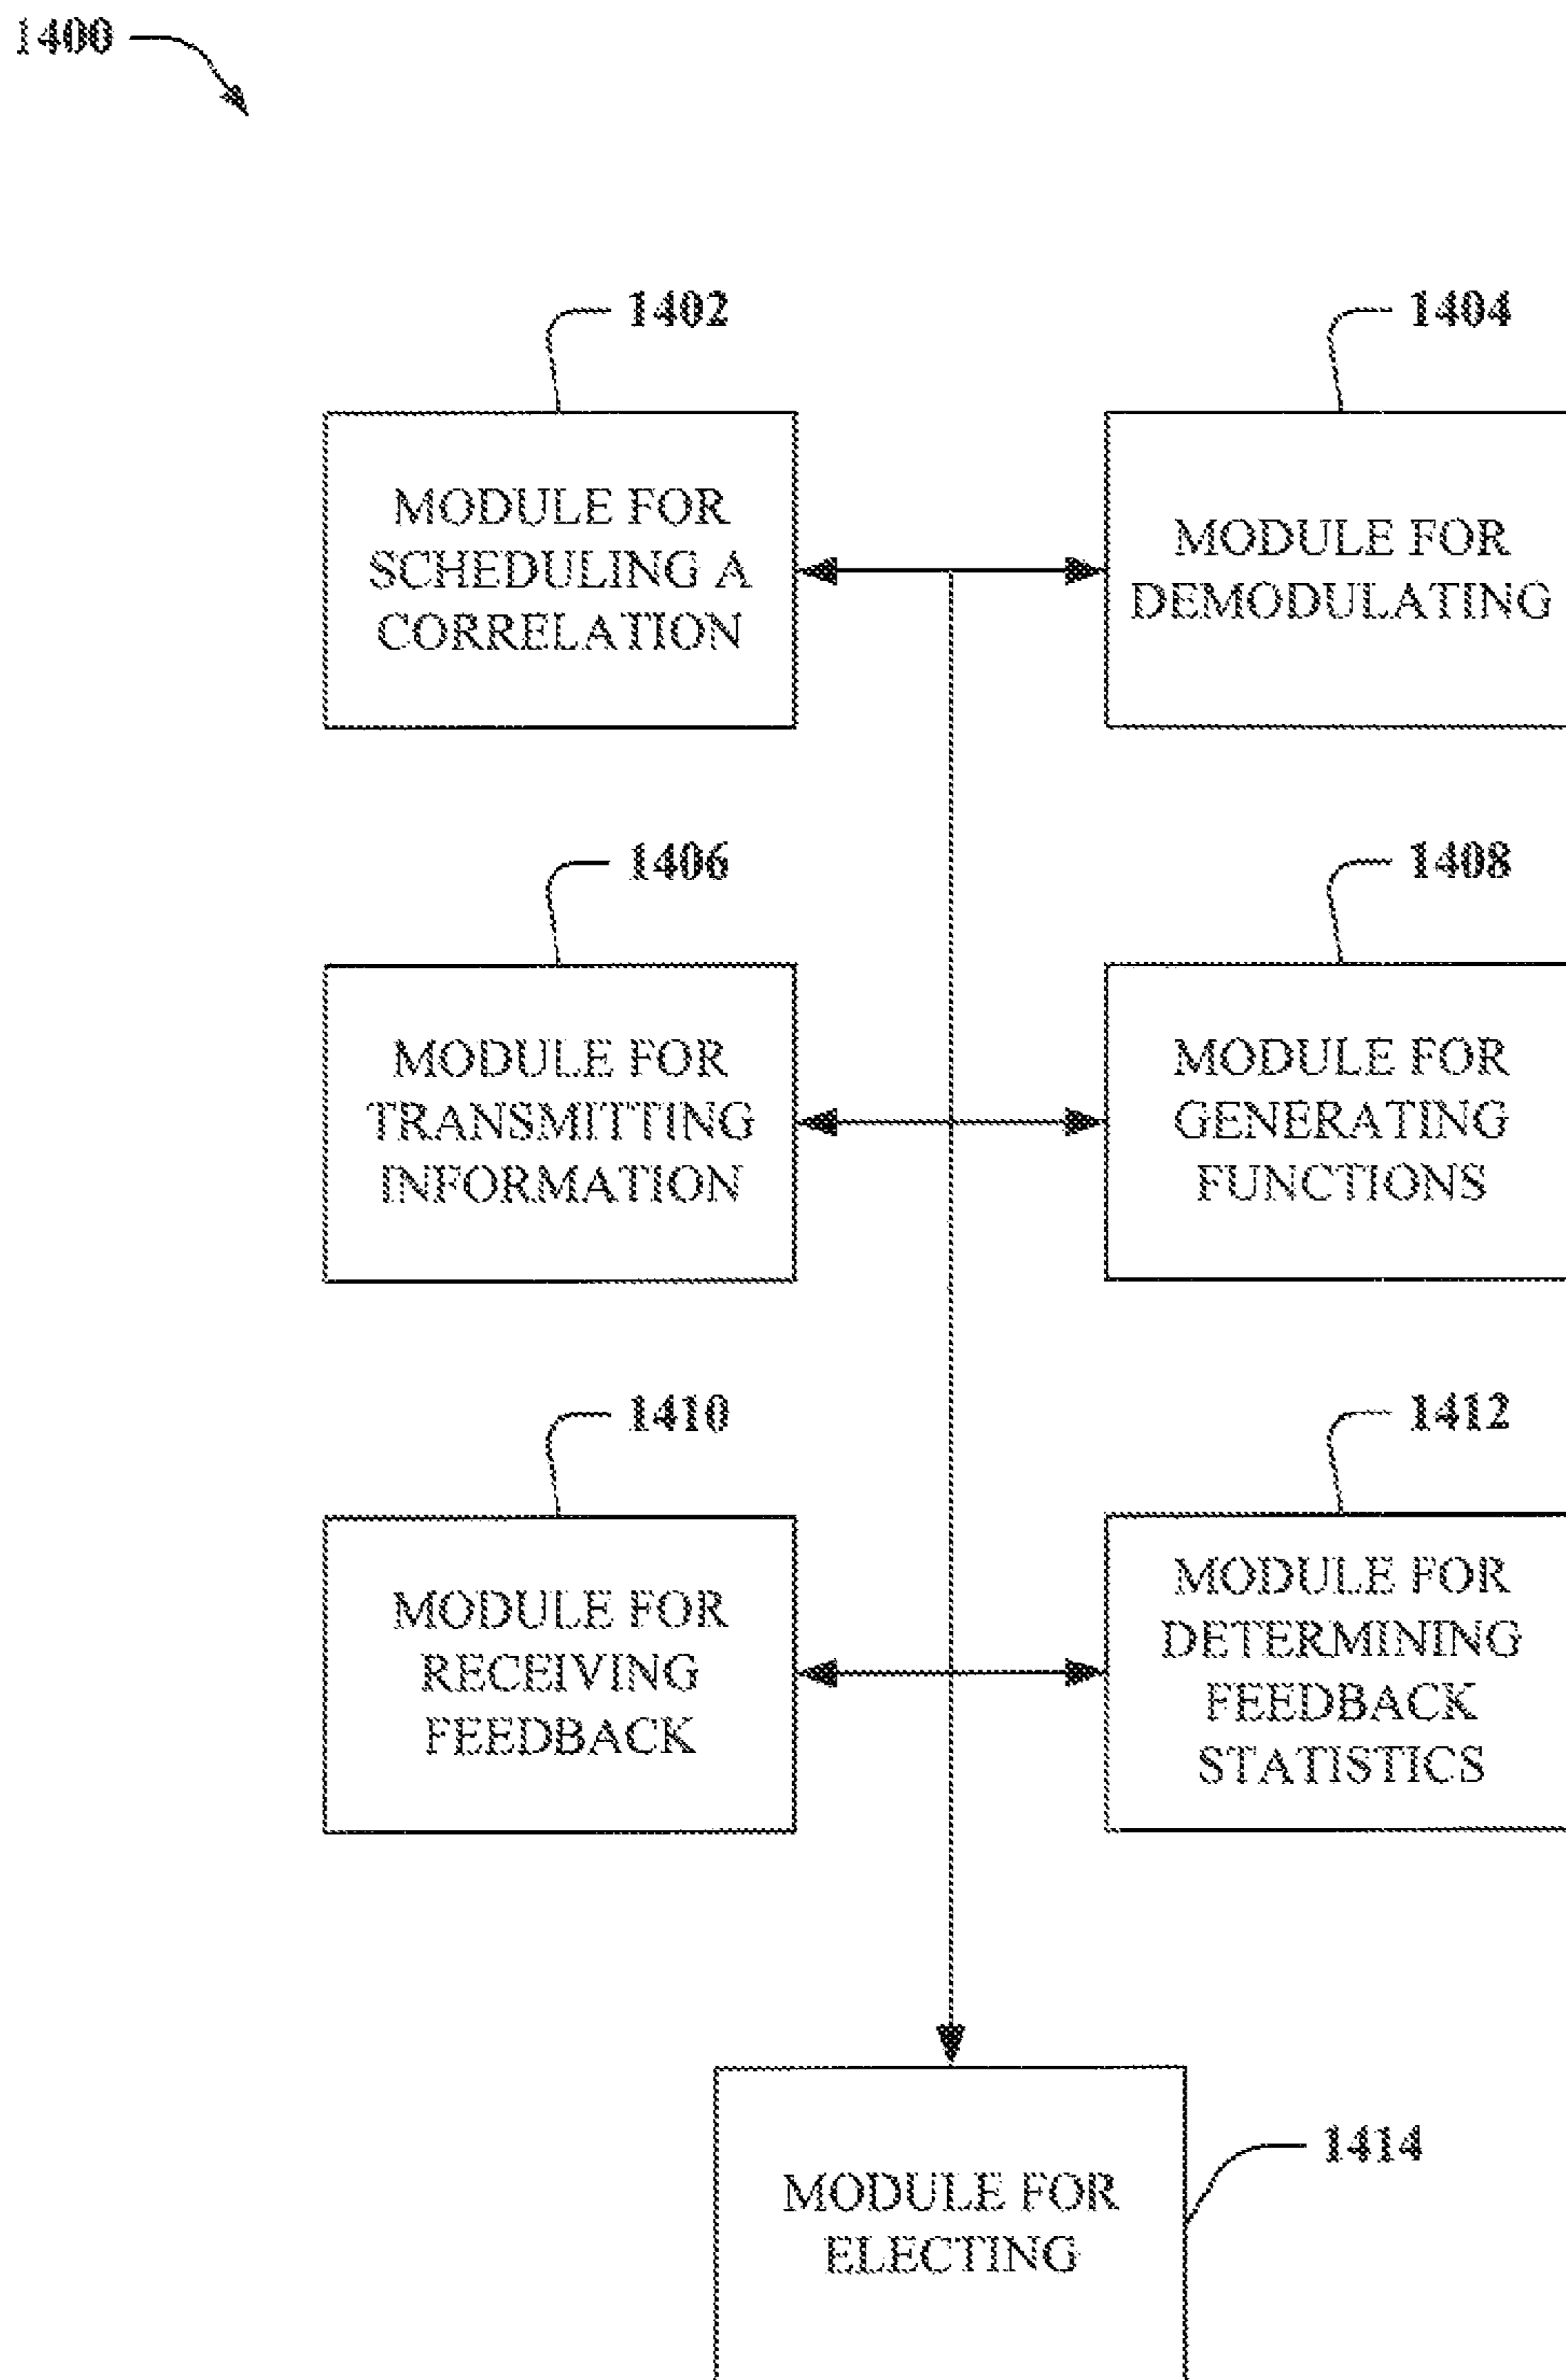 1400
1402
1404
MODULE FOR
SCHEDULING A
CORRELATION
MODULE FOR
DEMODULATING
1406
1408
MODULE FOR
TRANSMITTING
INFORMATION
MODULE FOR
GENERATING
FUNCTIONS
1410
1412
MODULE FOR
RECEIVING
FEEDBACK
MODULE FOR
DETERMINING
FEEDBACK
STATISTICS
1414
MODULE FOR
ELECTING